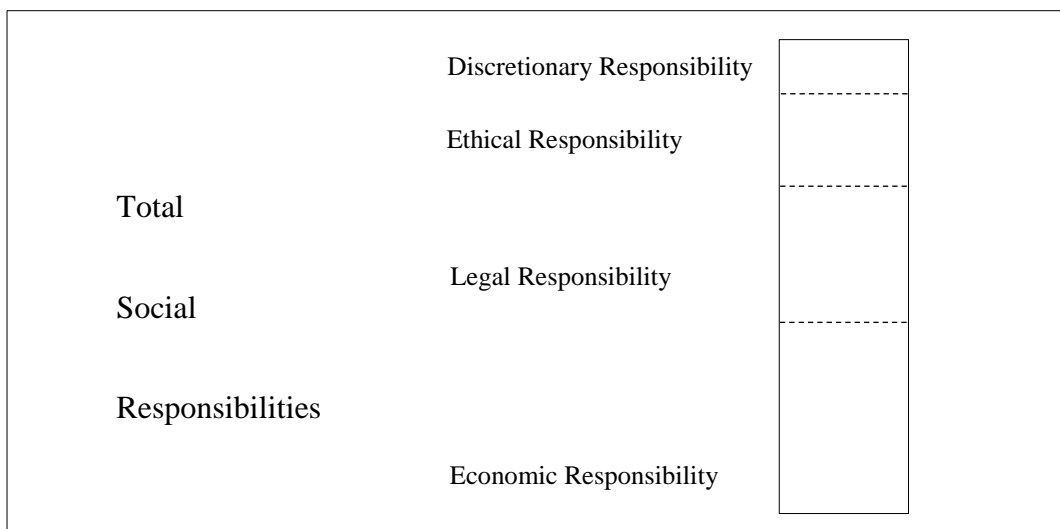 Discretionary Responsibility
Ethical Responsibility
Total
Legal Responsibility
Social
Responsibilities
Economic Responsibility